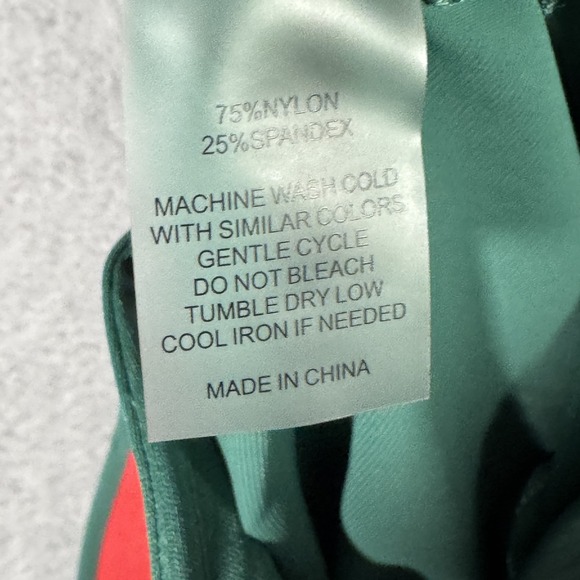 75%NYLON
25%SPANDEX
MACHINE WASH COLD
WITH SIMILAR COLORS
GENTLE CYCLE
DO NOT BLEACH
TUMBLE DRY LOW
COOL IRON IF NEEDED
MADE IN CHINA